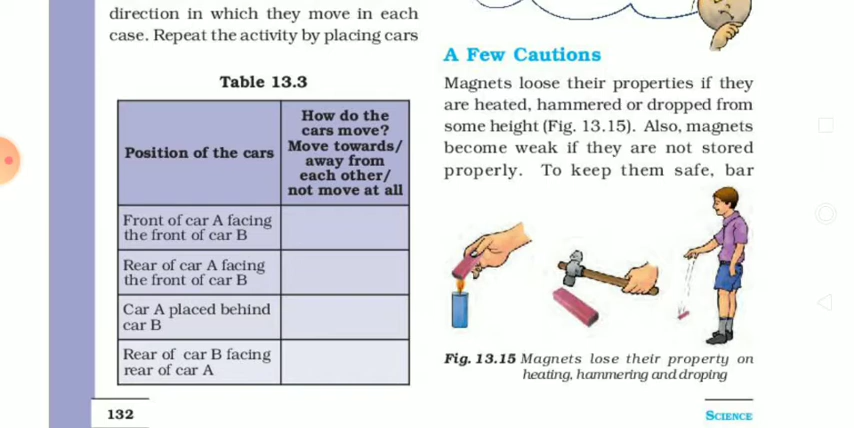 direction in which they move in each
case. Repeat the activity by placing cars
Table 13.3
Position of the cars
How do the
cars move?
Move towards/
away from
each other/
not move at all
Front of car A facing
the front of car B
Rear of car A facing
the front of car B
Car A placed behind
car B
Rear of car B facing
rear of car A
132
A Few Cautions
Magnets loose their properties if they
are heated, hammered or dropped from
some height (Fig. 13.15). Also, magnets
become weak if they are not stored
properly. To keep them safe, bar
Fig. 13.15 Magnets lose their property on
heating, hammering and droping
SCIENCE